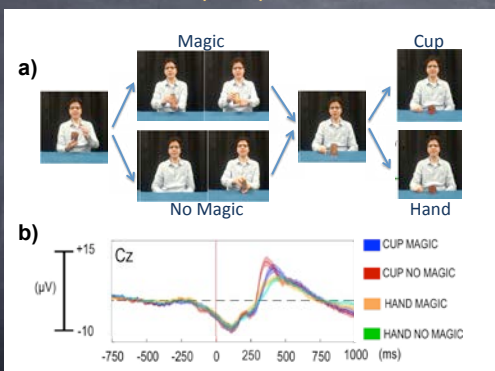 Magic
Cup
a)
No Magic
Hand
b)
+15
(μV)
-10
Cz
CUP MAGIC
CUP NO MAGIC
HAND MAGIC
HAND NO MAGIC
-750 -500 -250 0 250 500 750 1000 (ms)